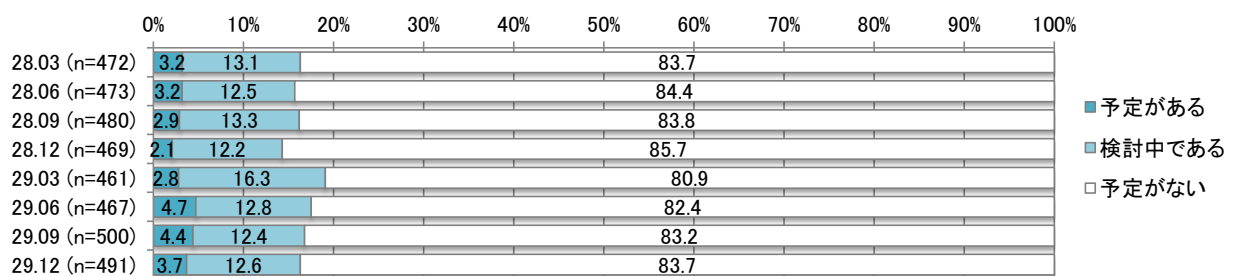 0% 10% 20% 30% 40% 50% 60% 70% 80% 90% 100%
28.03 (n=472) 3.2 13.1 83.7
28.06 (n=473) 3.2 12.5 84.4
28.09 (n=480) 2.9 13.3 83.8
28.12 (n=469) 2.1 12.2 85.7
29.03 (n=461) 2.8 16.3 80.9
29.06 (n=467) 4.7 12.8 82.4
29.09 (n=500) 4.4 12.4 83.2
29.12 (n=491) 3.7 12.6 83.7
予定がある
検討中である
予定がない